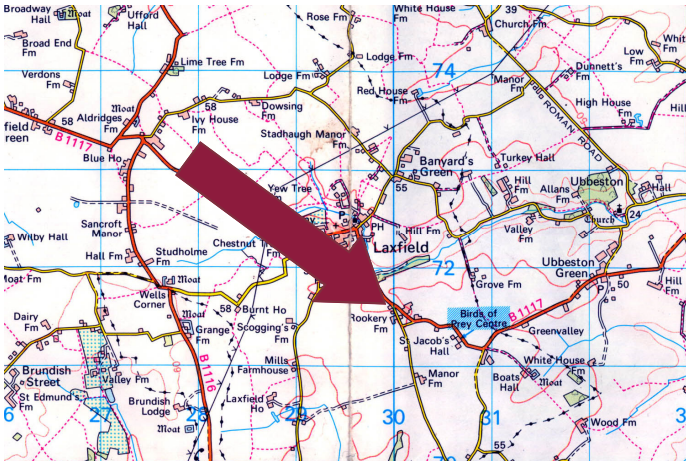 Broadway
Hall
Moat
Ufford
Hall
Rose Fm
White House
Fm
39
Church Fm
Broad End
Fm
Lime Tree Fm
Lodge Fm
Verdons
Fm
Lodge Fm
74
Dunnett's
Fm
Low
Fm
Manor
Fm
Red House
Fm
High House
Fm
58
Dowsing
Fm
Moat
58
Aldridges
Fm
Ivy House
Fm
B 1117
Blue Ho
Stadhaugh Manor
Fm
ROMAN ROAD
Banyard's
Green
Turkey Hall
55
Yew Tree
Hill
Fm
Allans
Fm
Ubbeston
Hall
Church
24
Valley
Fm
P
PH
Hill Fm
Laxfield
Sancroft
Manor
Wilby Hall
Chestnut
Studholme
Fm
Hall Fm
72
Ubbeston
Green
50
P
Hill
Fm
Moat
Wells
Corner
Grove Fm
58
Burnt Ho
Birds of
Prey Centre
B 1117
Greenvalley
Rookery
Fm
Dairy
Fm
Moat
Grange
Fm
Scogging's
Fm
St Jacob's
Hall
Mills
Farmhouse
White House
Fm
Brundish
Street
Valley Fm
B 1116
Manor
Fm
Boats
Hall
Moat
St Edmund's
Fm
Brundish
Lodge
Laxfield
Ho
27
28
29
30
31
Moat
Wood Fm
55